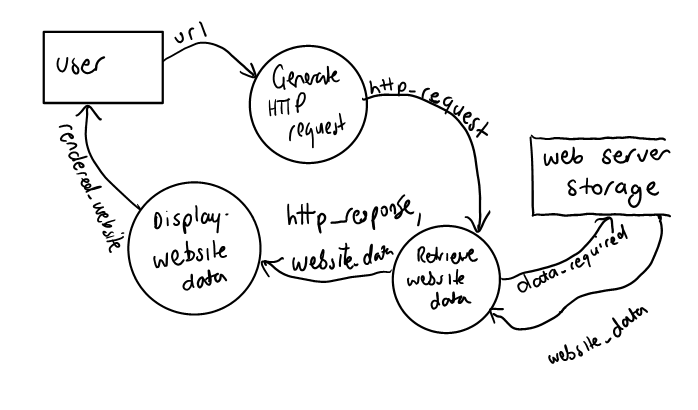 url
user
Generate
HTTP
request
http_request
rendered_website
web server
storage
Display
website
data
http_response,
website_data
Retrieve
website
data
data_required
website_data